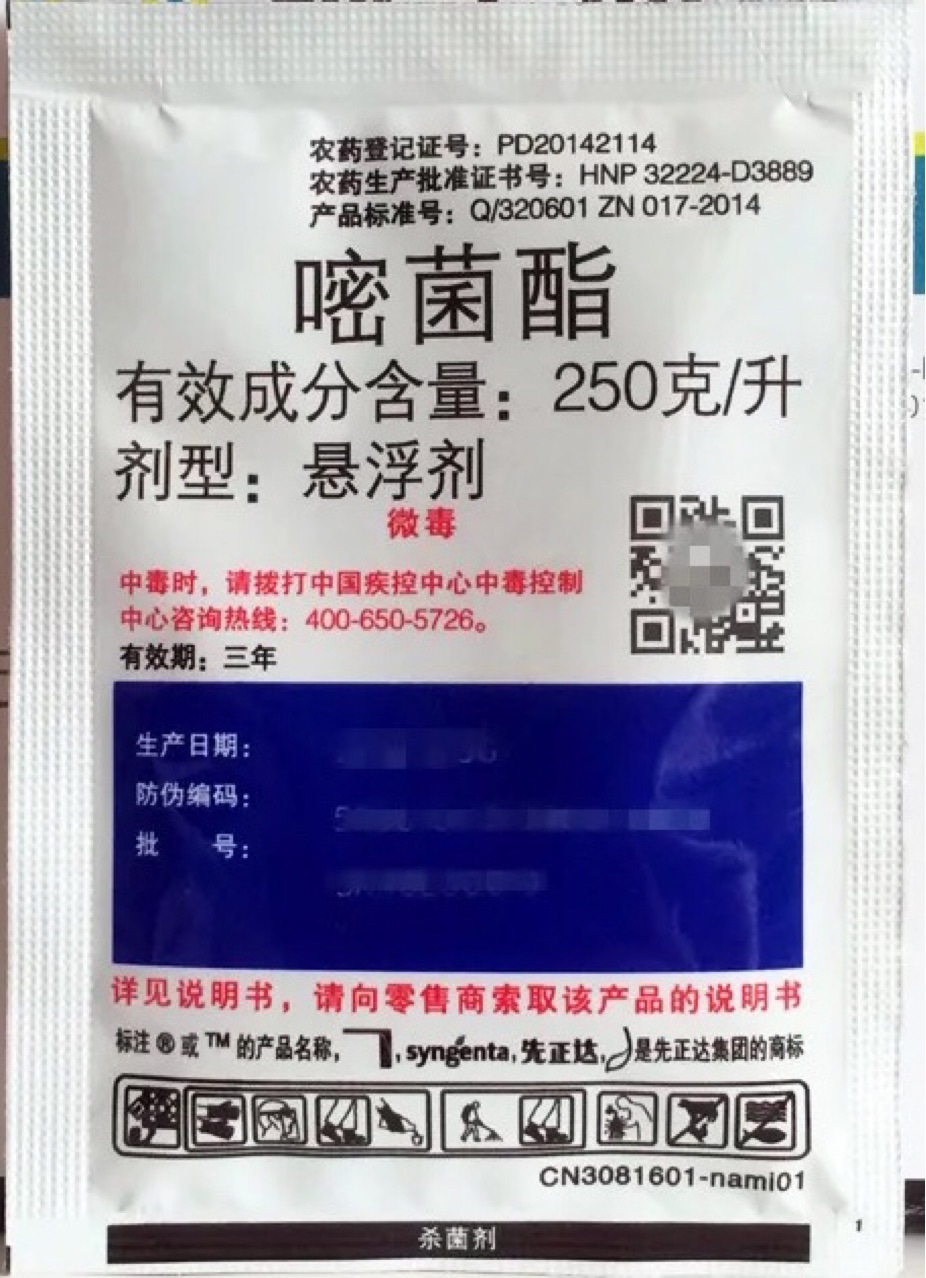 农药登记证号：PD20142114
农药生产批准证书号：HNP 32224-D3889
产品标准号：Q/320601 ZN 017-2014
嘧菌酯
有效成分含量：250克/升
剂型：悬浮剂
微毒
中毒时，请拨打中国疾控中心中毒控制
中心咨询热线：400-650-5726。
有效期：三年
生产日期：
防伪编码：
批 号：
详见说明书，请向零售商索取该产品的说明书
标注®或™的产品名称，, syngenta, 先正达, 是先正达集团的商标
CN3081601-nami01
杀菌剂
1